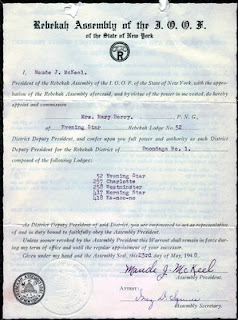 Rebekah Assembly of the I. O. O. F.
of the State of New York
R
I, Maude J. McKeel,
President of the Rebekah Assembly of the I. O. O. F. of the State of New York, with the approbation
of the Rebekah Assembly aforesaid, and by virtue of the power in me vested, do hereby
appoint and commission
Mrs. Mary Berry, P. N. G.,
of Evening Star Rebekah Lodge No. 52
District Deputy President, and confer upon you full power and authority as such District
Deputy President for the Rebekah District of Onondaga No. 1.
composed of the following Lodges:
52 Evening Star
257 Charlotte
258 Westminster
417 Morning Star
418 Ka-noo-no
As District Deputy President of said District, you are empowered to act as representative
of and in duty bound to faithfully obey the Assembly President.
Unless sooner revoked by the Assembly President this Warrant shall remain in force during
my term of office and until the regular appointment of your successor.
Given under my hand and the Assembly Seal, this 23rd day of May, 194
Maude J. McKeel
Assembly President.
Attest:
Assembly Secretary.